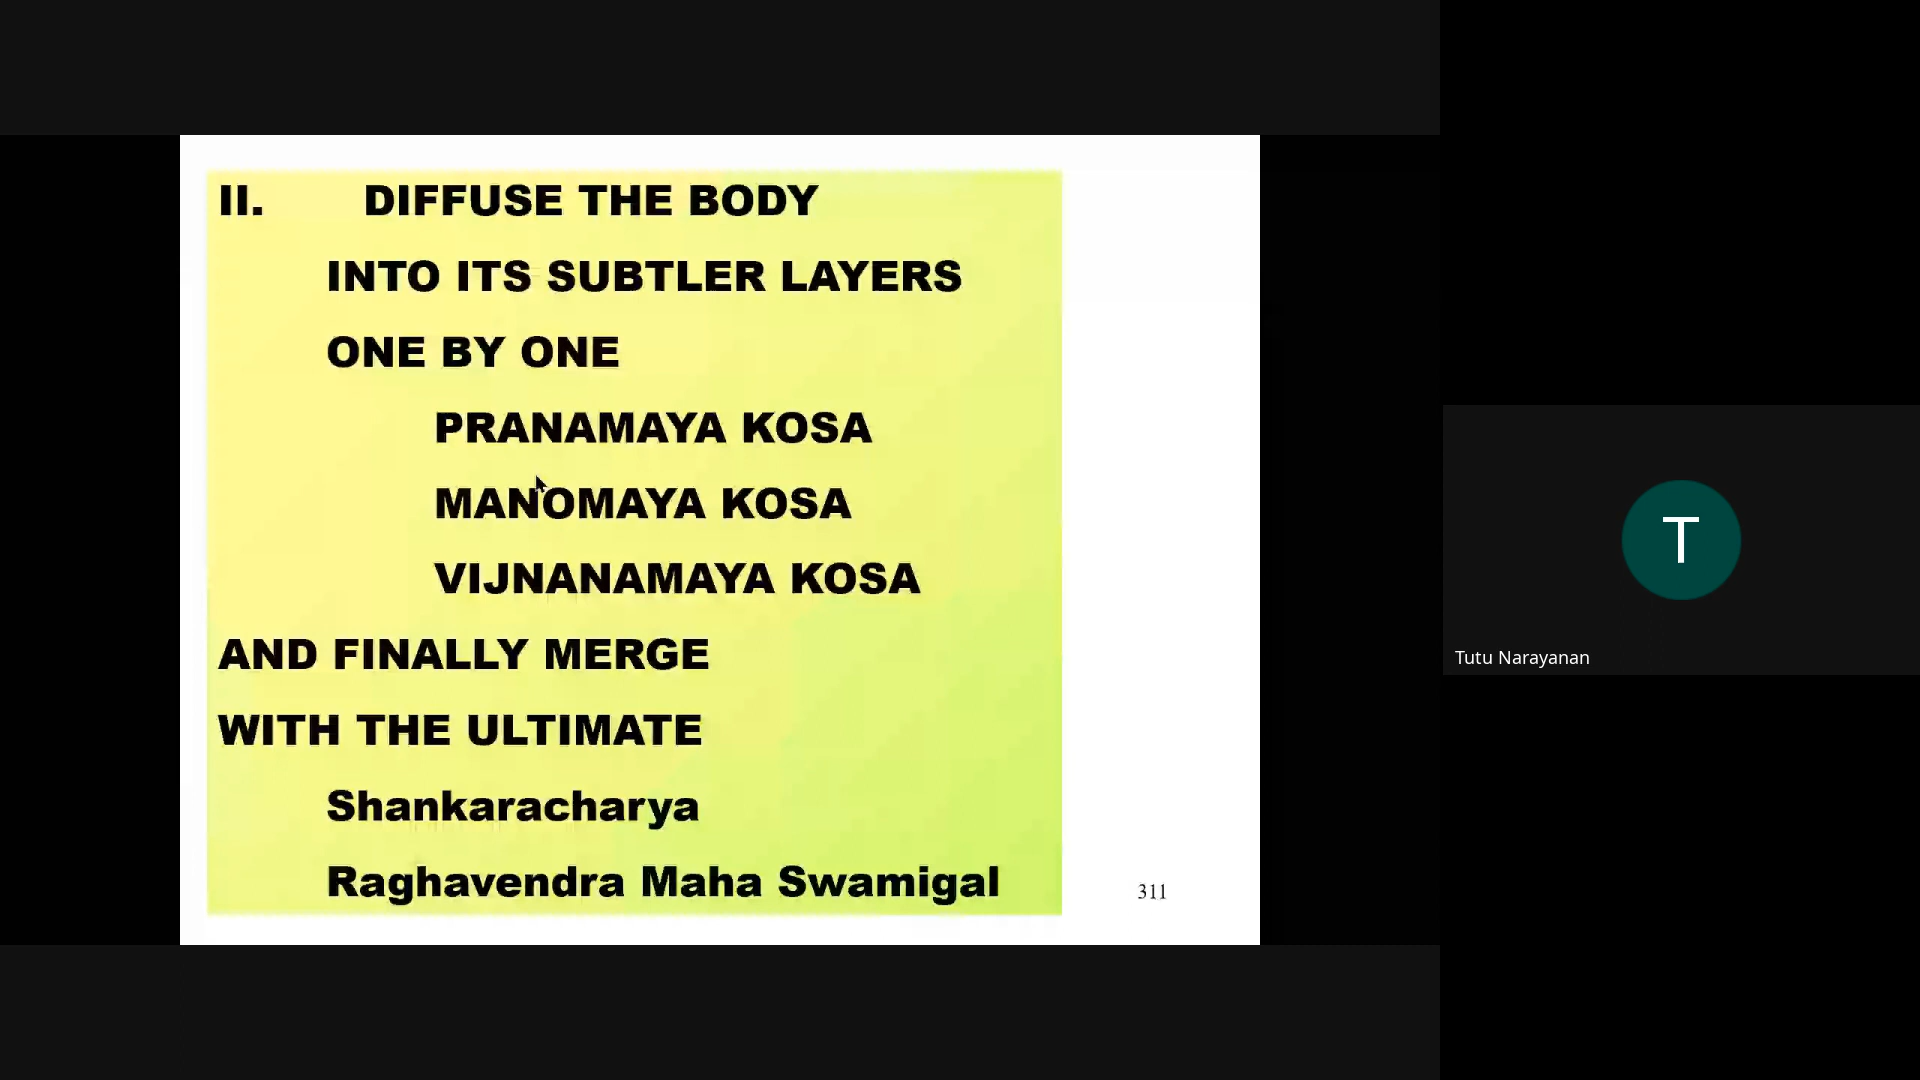 II. DIFFUSE THE BODY
INTO ITS SUBTLER LAYERS
ONE BY ONE
PRANAMAYA KOSA
MANOMAYA KOSA
VIJNANAMAYA KOSA
AND FINALLY MERGE
WITH THE ULTIMATE
Shankaracharya
Raghavendra Maha Swamigal
311
T
Tutu Narayanan